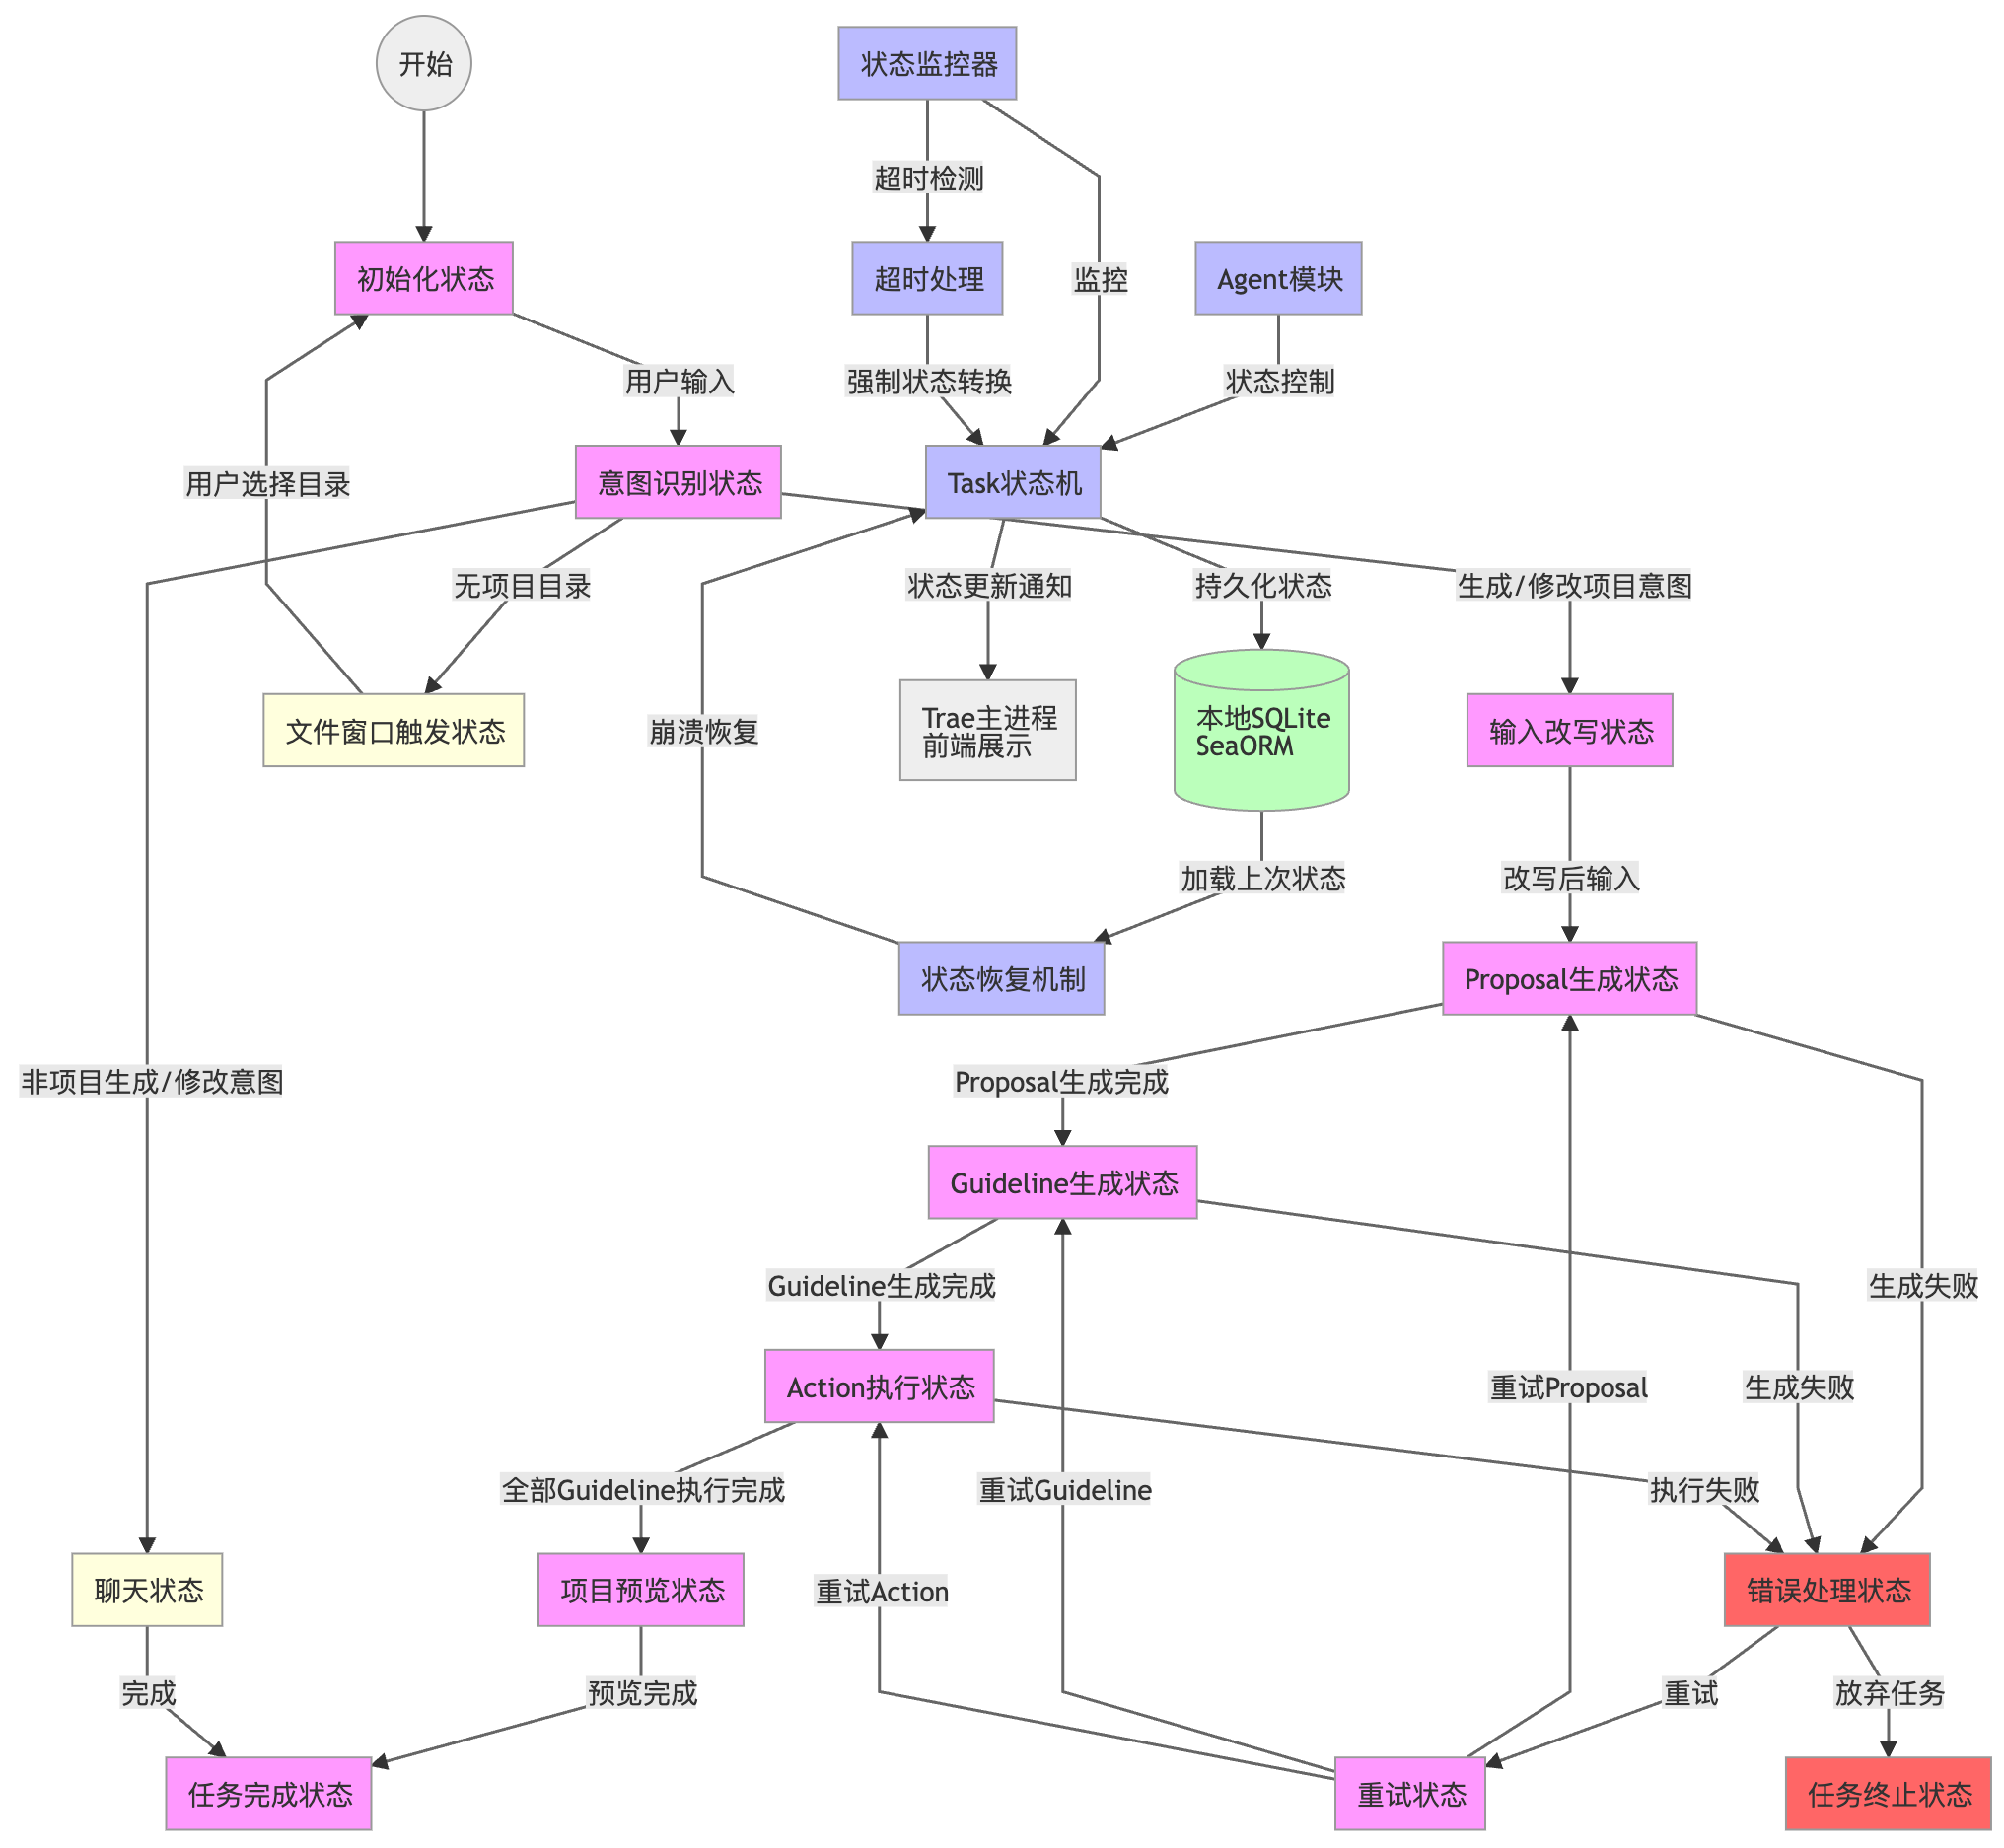 开始
状态监控器
超时检测
初始化状态
超时处理
监控
Agent模块
用户输入
强制状态转换
状态控制
用户选择目录
意图识别状态
Task状态机
无项目目录
状态更新通知
持久化状态
生成/修改项目意图
文件窗口触发状态
崩溃恢复
Trae主进程
前端展示
本地SQLite
SeaORM
输入改写状态
加载上次状态
改写后输入
状态恢复机制
Proposal生成状态
非项目生成/修改意图
Proposal生成完成
Guideline生成状态
Guideline生成完成
生成失败
Action执行状态
重试Proposal
生成失败
全部Guideline执行完成
重试Guideline
执行失败
聊天状态
项目预览状态
重试Action
错误处理状态
完成
预览完成
重试
放弃任务
任务完成状态
重试状态
任务终止状态